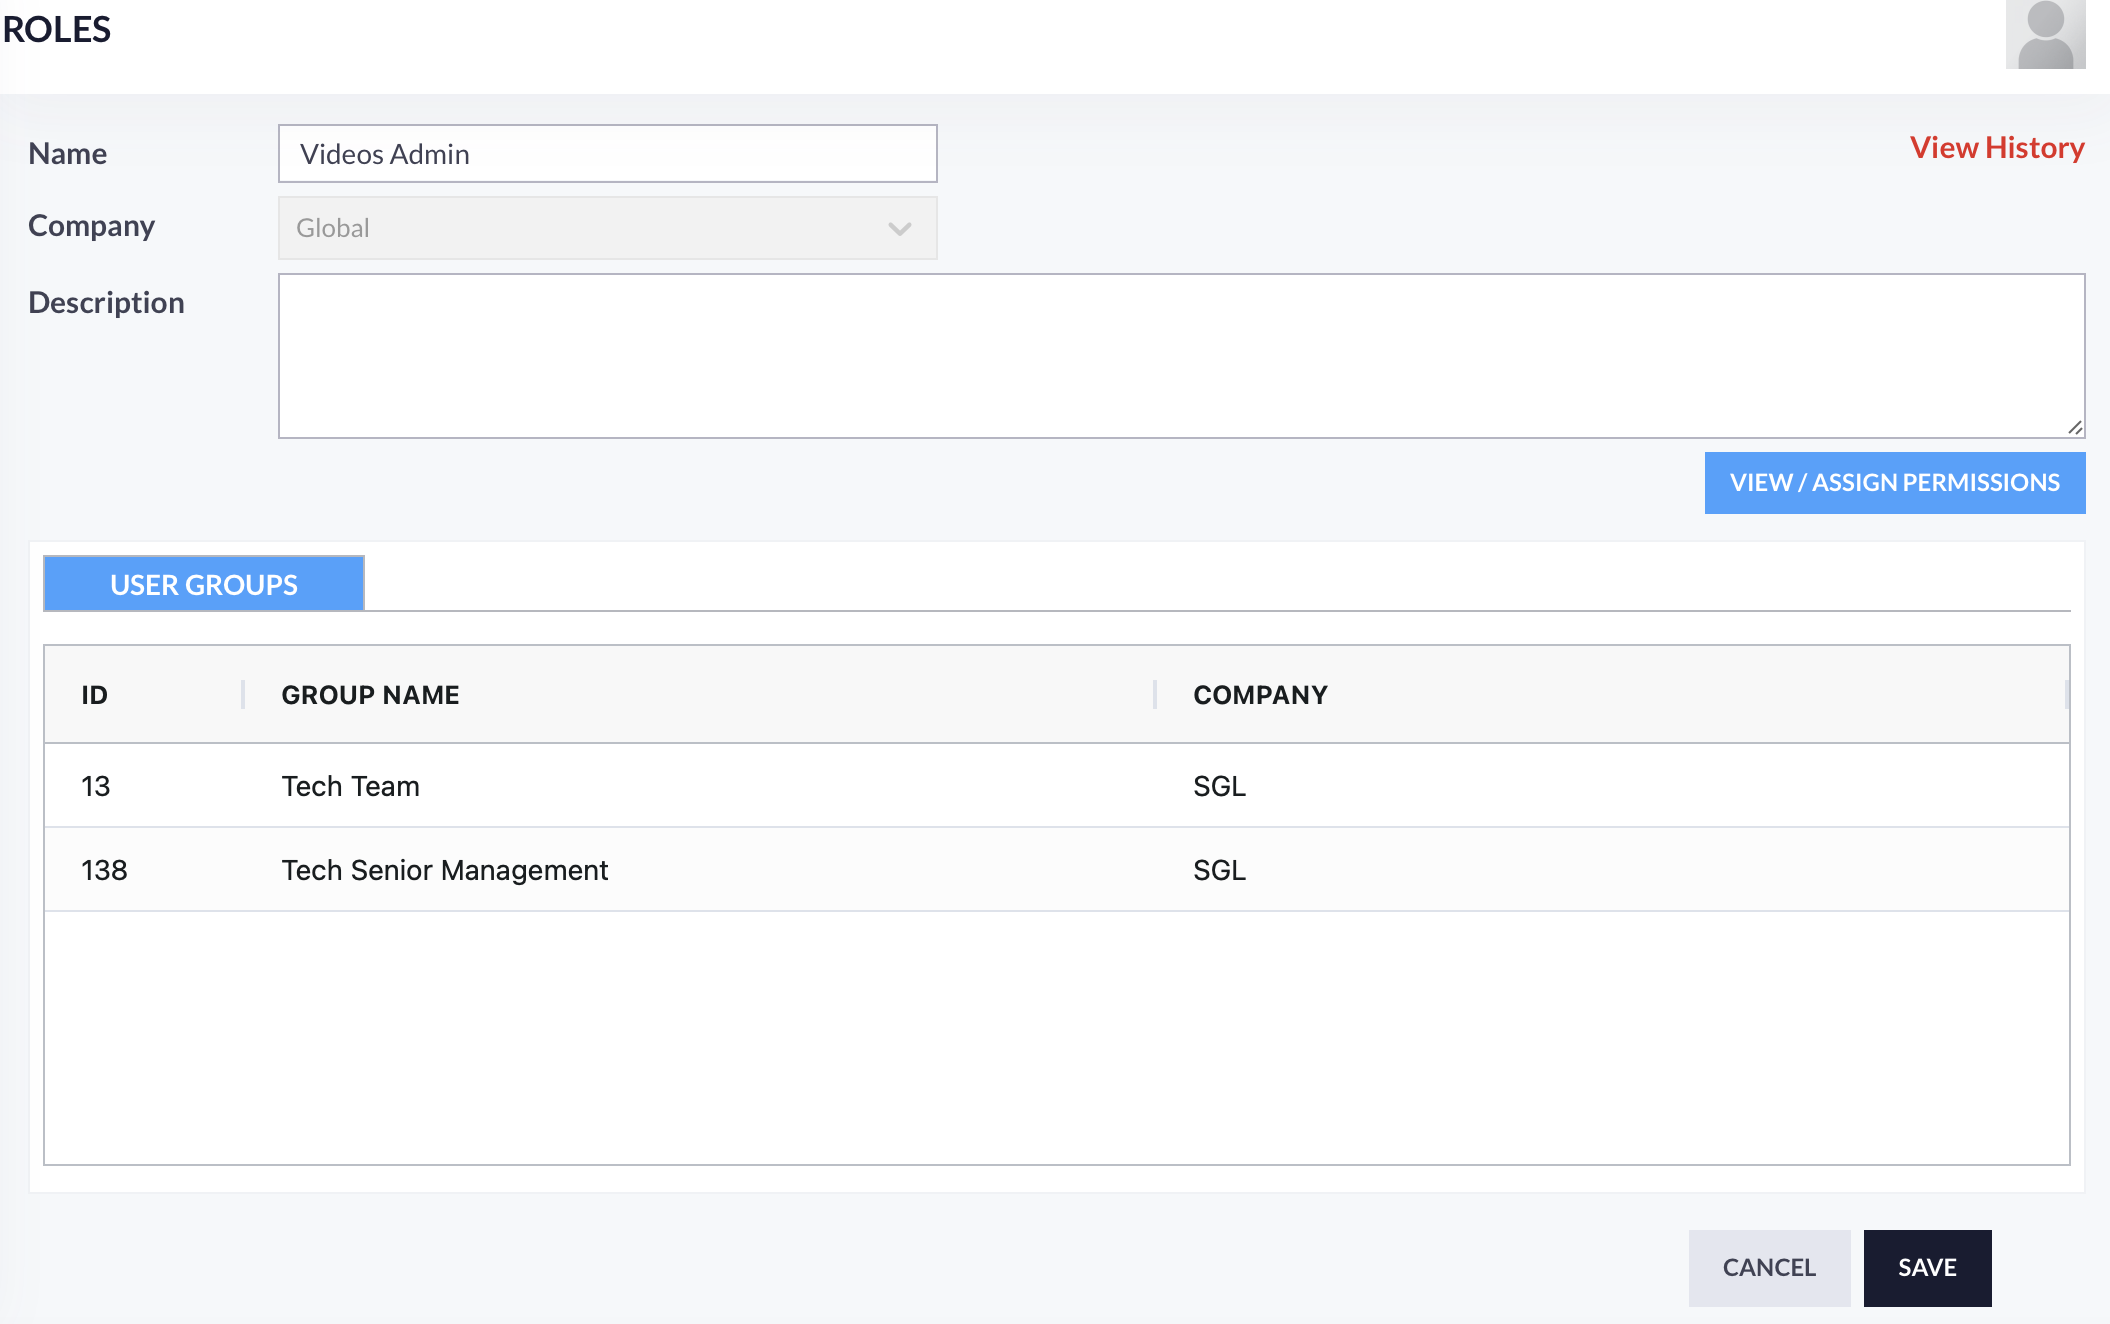 ROLES
Name
Videos Admin
View History
Company
Global
Description
VIEW / ASSIGN PERMISSIONS
USER GROUPS
ID GROUP NAME COMPANY
13 Tech Team SGL
138 Tech Senior Management SGL
CANCEL SAVE